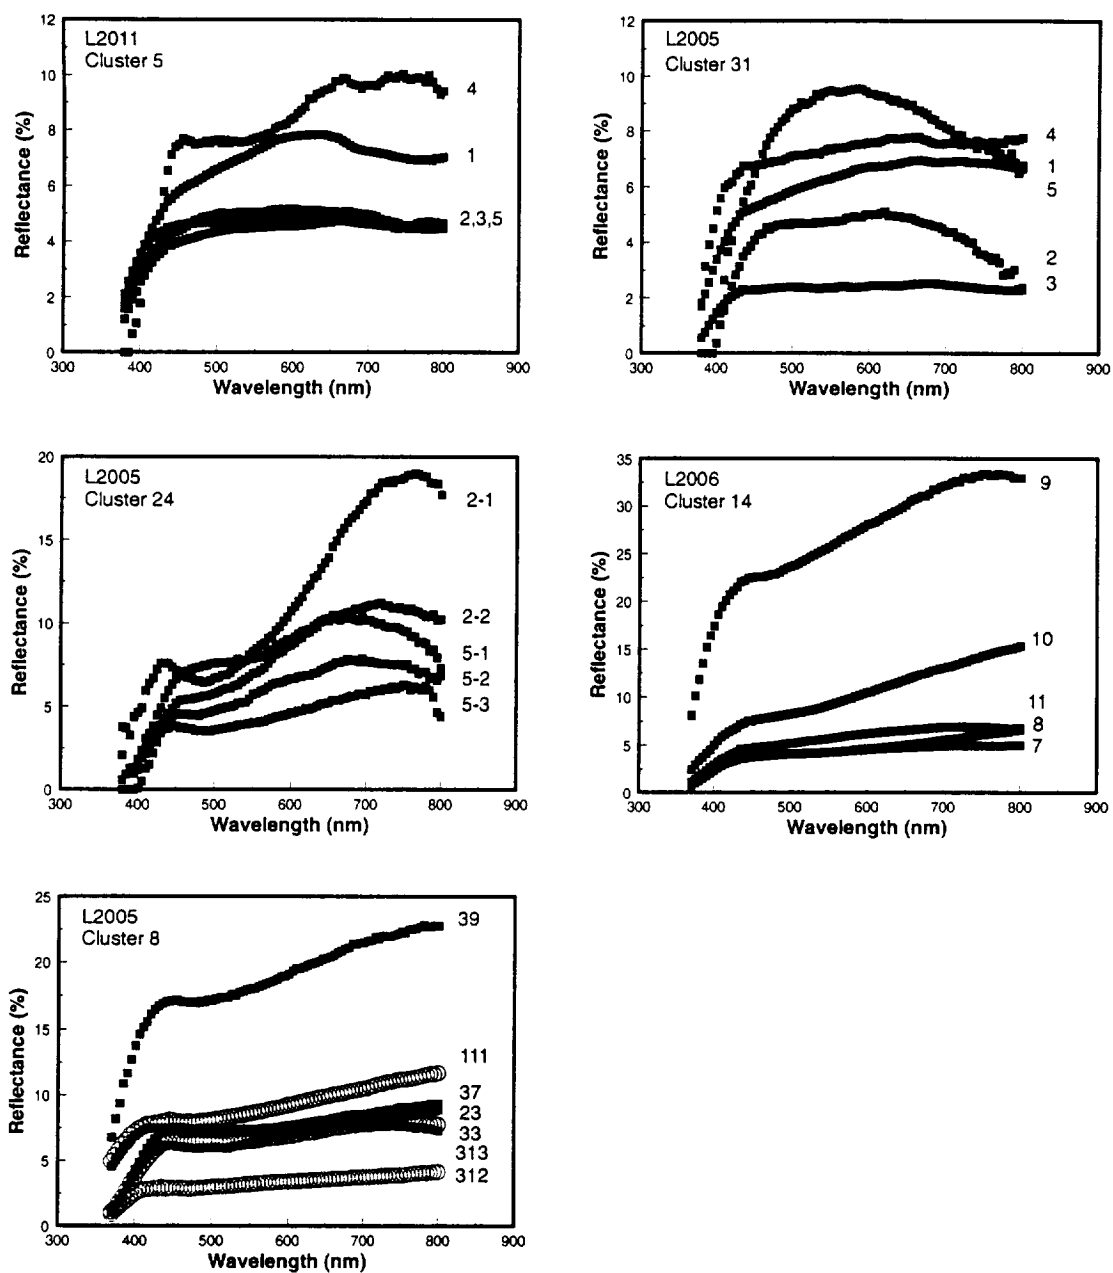 L2011
Cluster 5
Reflectance (%)
12
10
8
6
4
2
0
4
1
2,3,5
300 400 500 600 700 800 900
Wavelength (nm)
L2005
Cluster 31
Reflectance (%)
12
10
8
6
4
2
0
4
1
5
2
3
300 400 500 600 700 800 900
Wavelength (nm)
L2005
Cluster 24
Reflectance (%)
20
15
10
5
0
2-1
2-2
5-1
5-2
5-3
300 400 500 600 700 800 900
Wavelength (nm)
L2006
Cluster 14
Reflectance (%)
35
30
25
20
15
10
5
0
9
10
11
8
7
300 400 500 600 700 800 900
Wavelength (nm)
L2005
Cluster 8
Reflectance (%)
25
20
15
10
5
0
39
111
37
23
33
313
312
300 400 500 600 700 800 900
Wavelength (nm)